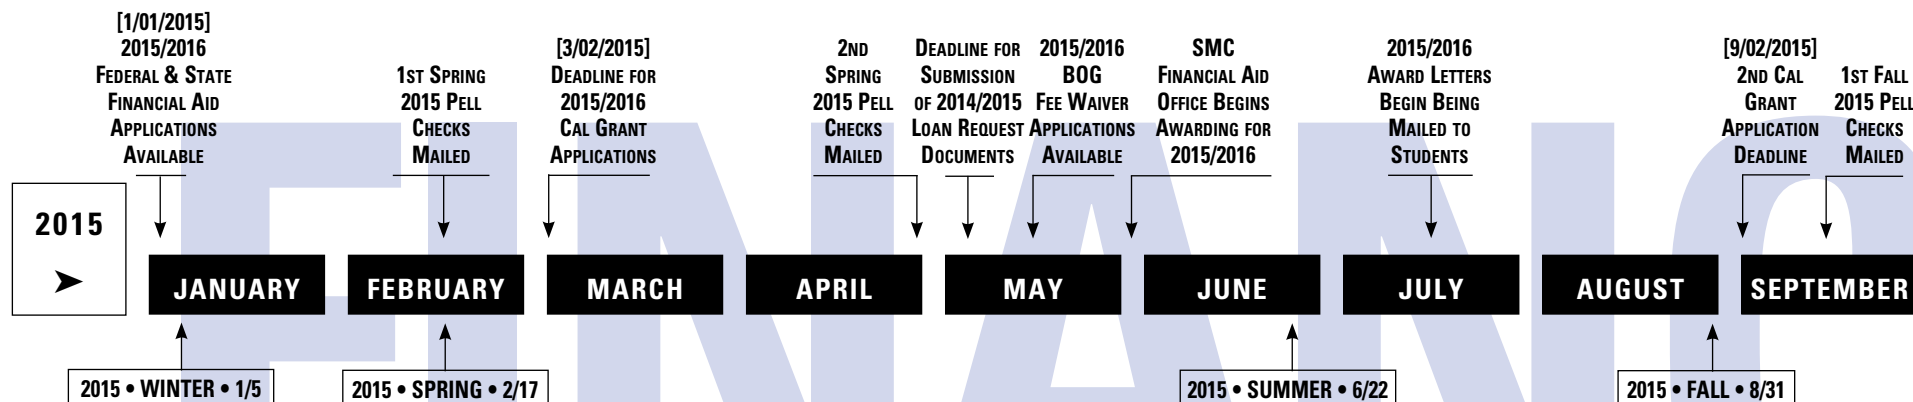 [1/01/2015]
2015/2016
FEDERAL & STATE
FINANCIAL AID
APPLICATIONS
AVAILABLE
1ST SPRING
2015 PELL
CHECKS
MAILED
[3/02/2015]
DEADLINE FOR
2015/2016
CAL GRANT
APPLICATIONS
2ND
SPRING
2015 PELL
CHECKS
MAILED
DEADLINE FOR
SUBMISSION
OF 2014/2015
LOAN REQUEST
DOCUMENTS
2015/2016
BOG
FEE WAIVER
APPLICATIONS
AVAILABLE
SMC
FINANCIAL AID
OFFICE BEGINS
AWARDING FOR
2015/2016
2015/2016
AWARD LETTERS
BEGIN BEING
MAILED TO
STUDENTS
[9/02/2015]
2ND CAL
GRANT
APPLICATION
DEADLINE
1ST FALL
2015 PELL
CHECKS
MAILED
2015
JANUARY
FEBRUARY
MARCH
APRIL
MAY
JUNE
JULY
AUGUST
SEPTEMBER
2015 • WINTER • 1/5
2015 • SPRING • 2/17
2015 • SUMMER • 6/22
2015 • FALL • 8/31
FINANC